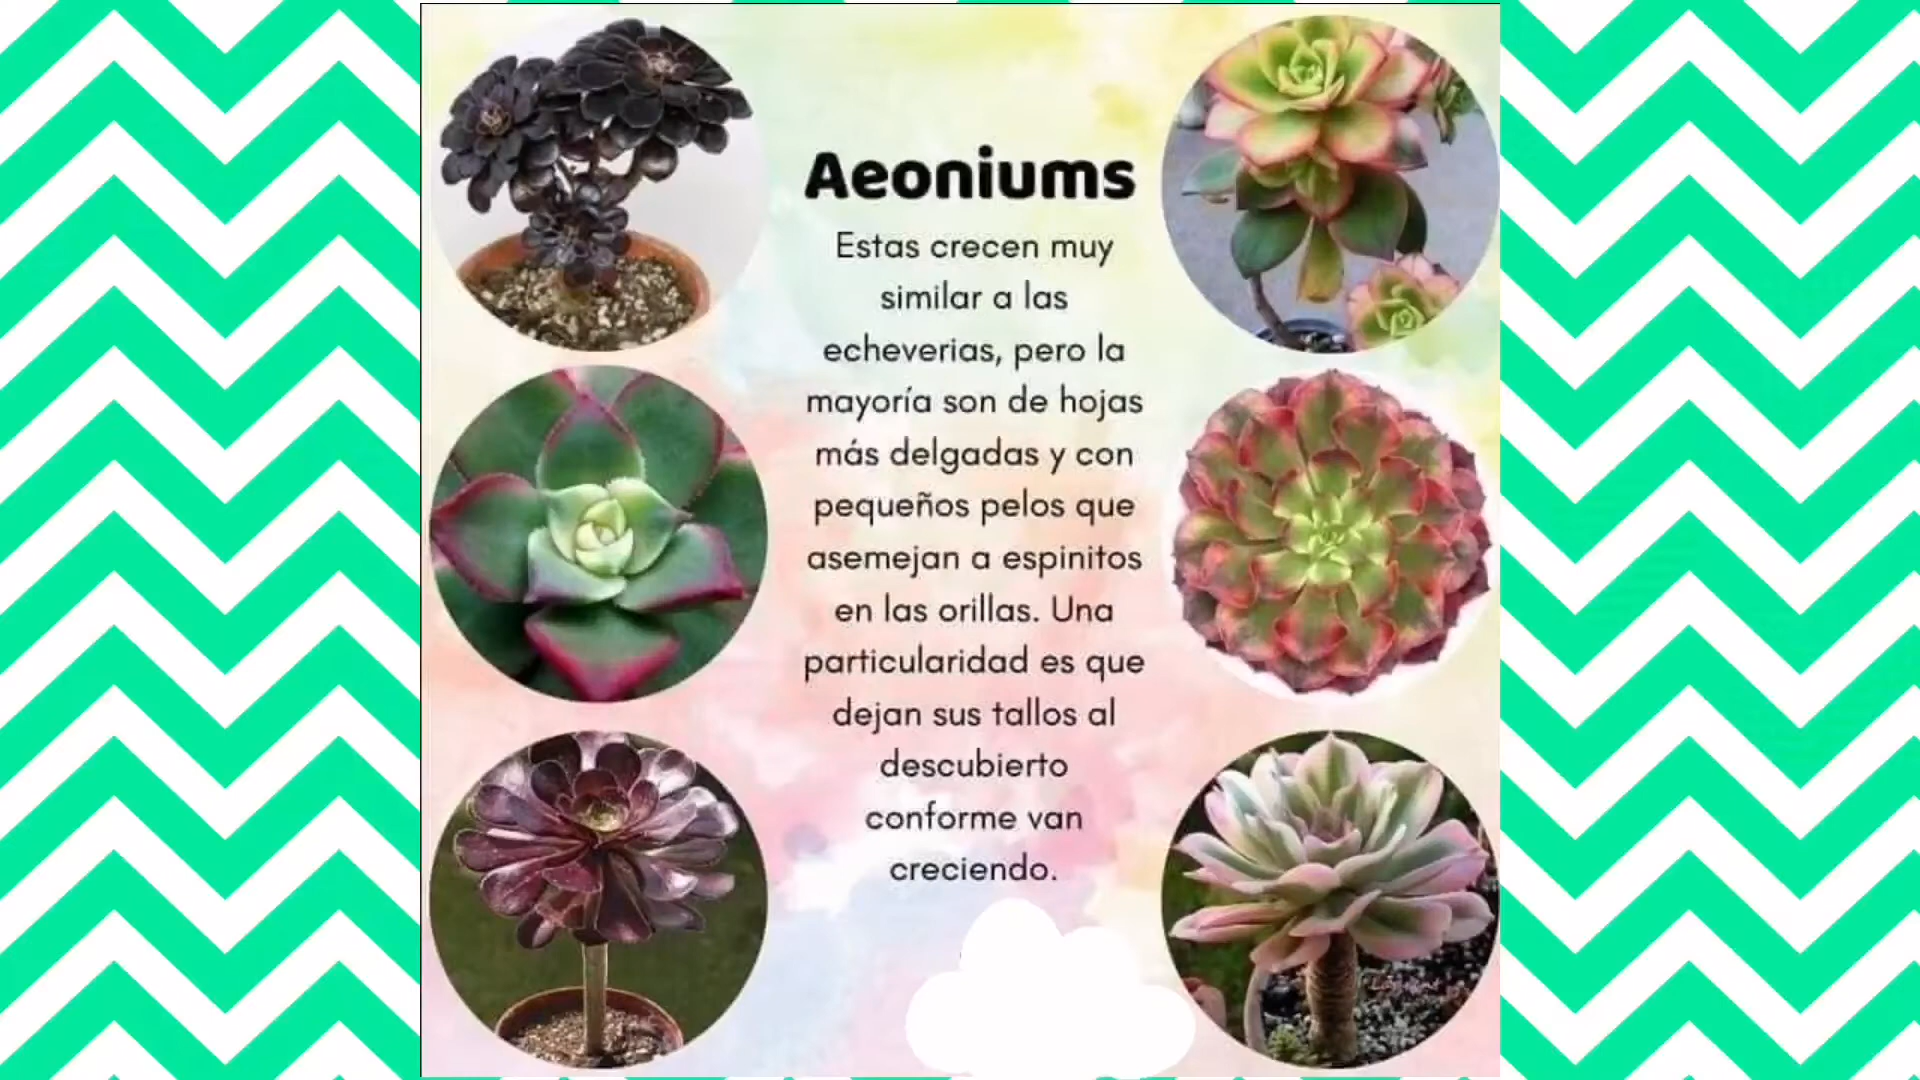 Aeoniums
Estas crecen muy
similar a las
echeverias, pero la
mayoría son de hojas
más delgadas y con
pequeños pelos que
asemejan a espinitos
en las orillas. Una
particularidad es que
dejan sus tallos al
descubierto
conforme van
creciendo.